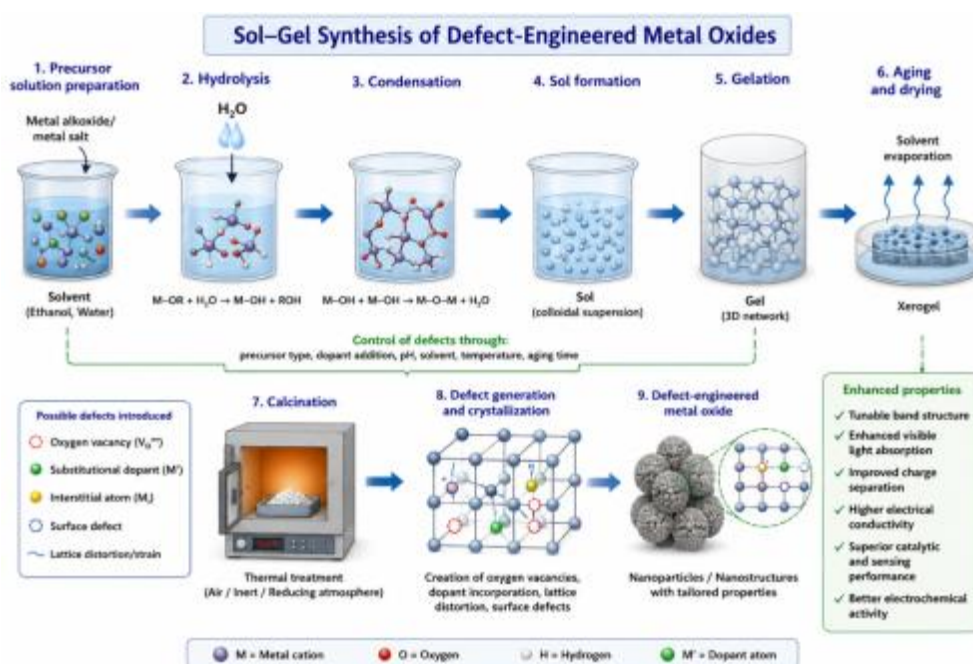 Sol–Gel Synthesis of Defect-Engineered Metal Oxides
1. Precursor
solution preparation
Metal alkoxide/
metal salt
Solvent
(Ethanol, Water)
2. Hydrolysis
H₂O
M–OR + H₂O → M–OH + ROH
3. Condensation
M–OH + M–OH → M–O–M + H₂O
4. Sol formation
Sol
(colloidal suspension)
5. Gelation
Gel
(3D network)
6. Aging
and drying
Solvent
evaporation
Xerogel
Control of defects through:
precursor type, dopant addition, pH, solvent, temperature, aging time
Possible defects introduced
Oxygen vacancy
Substitutional dopant (M')
Interstitial atom (Mᵢ)
Surface defect
Lattice distortion/strain
7. Calcination
Thermal treatment
(Air / Inert / Reducing atmosphere)
8. Defect generation
and crystallization
Creation of oxygen vacancies,
dopant incorporation, lattice
distortion, surface defects
9. Defect-engineered
metal oxide
Nanoparticles / Nanostructures
with tailored properties
Enhanced properties
✓ Tunable band structure
✓ Enhanced visible
light absorption
✓ Improved charge
separation
✓ Higher electrical
conductivity
✓ Superior catalytic
and sensing
performance
✓ Better electrochemical
activity
M = Metal cation
O = Oxygen
H = Hydrogen
M' = Dopant atom